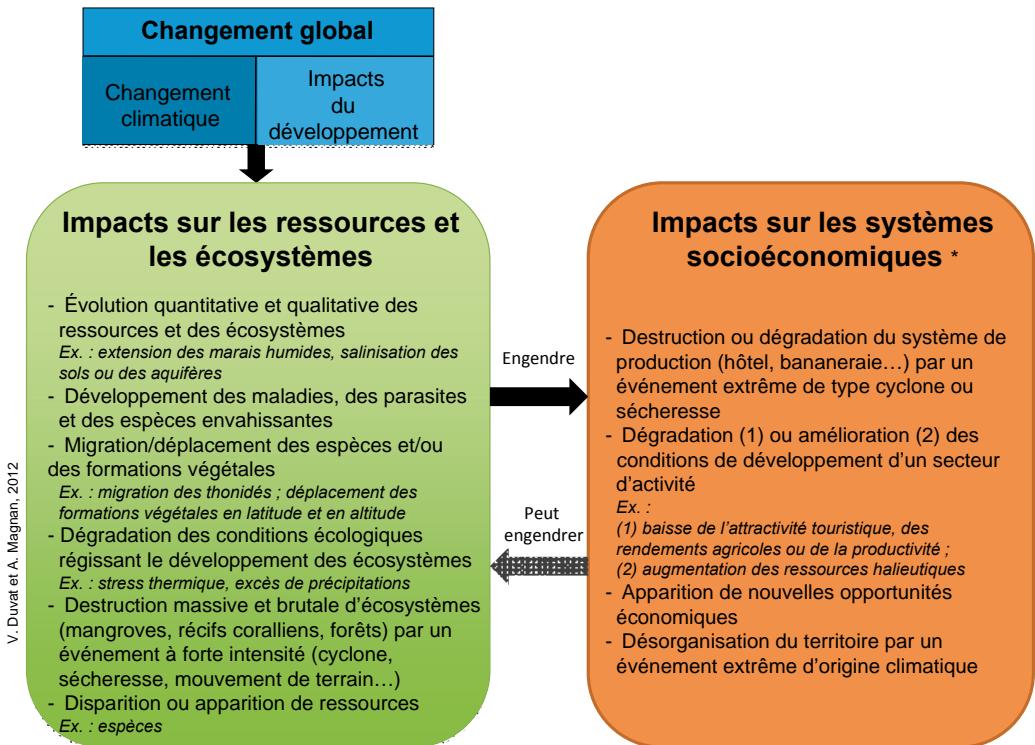 Changement global
Changement
climatique
Impacts
du
développement
Impacts sur les ressources et
les écosystèmes
- Évolution quantitative et qualitative des
ressources et des écosystèmes
Ex. : extension des marais humides, salinisation des
sols ou des aquifères
- Développement des maladies, des parasites
et des espèces envahissantes
- Migration/déplacement des espèces et/ou
des formations végétales
Ex. : migration des thonidés ; déplacement des
formations végétales en latitude et en altitude
- Dégradation des conditions écologiques
régissant le développement des écosystèmes
Ex. : stress thermique, excès de précipitations
- Destruction massive et brutale d’écosystèmes
(mangroves, récifs coralliens, forêts) par un
événement à forte intensité (cyclone,
sécheresse, mouvement de terrain…)
- Disparition ou apparition de ressources
Ex. : espèces
Engendre
Peut
engendrer
Impacts sur les systèmes
socioéconomiques *
- Destruction ou dégradation du système de
production (hôtel, bananeraie…) par un
événement extrême de type cyclone ou
sécheresse
- Dégradation (1) ou amélioration (2) des
conditions de développement d’un secteur
d’activité
Ex. :
(1) baisse de l’attractivité touristique, des
rendements agricoles ou de la productivité ;
(2) augmentation des ressources halieutiques
- Apparition de nouvelles opportunités
économiques
- Désorganisation du territoire par un
événement extrême d’origine climatique
V. Duvat et A. Magnan, 2012